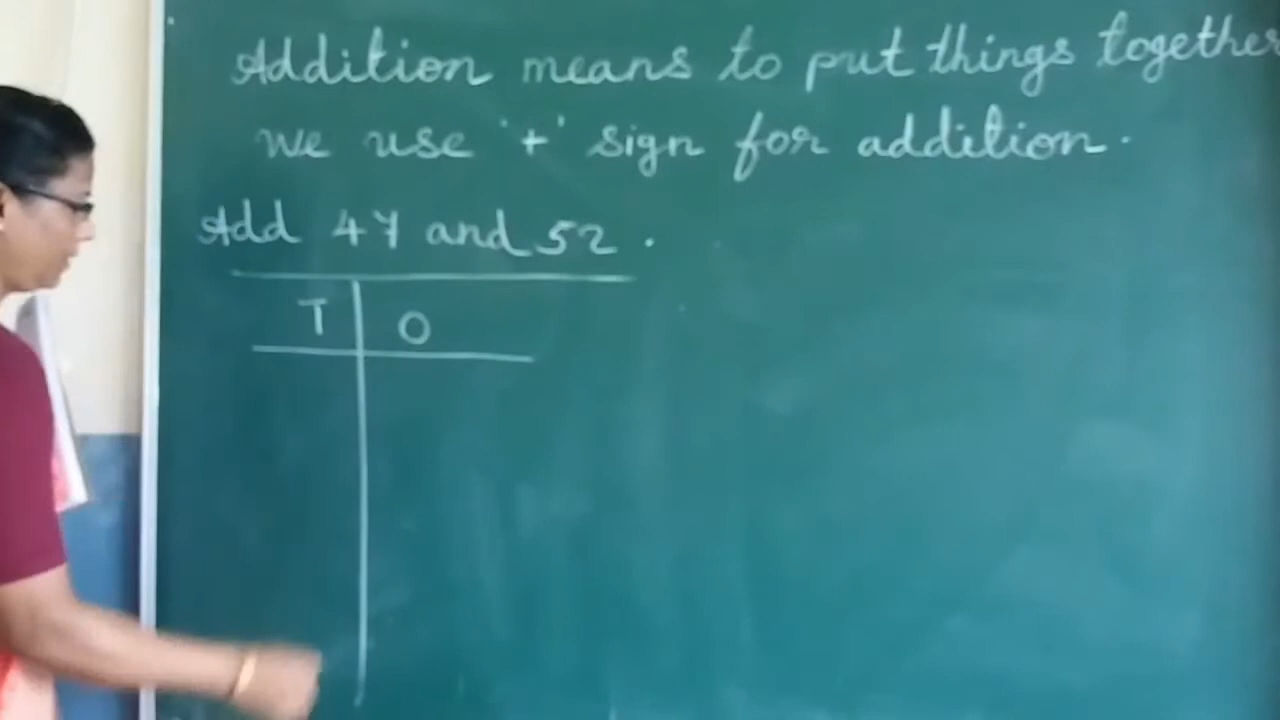 Addition means to put things together
we use '+' sign for addition.
Add 47 and 52.
T O